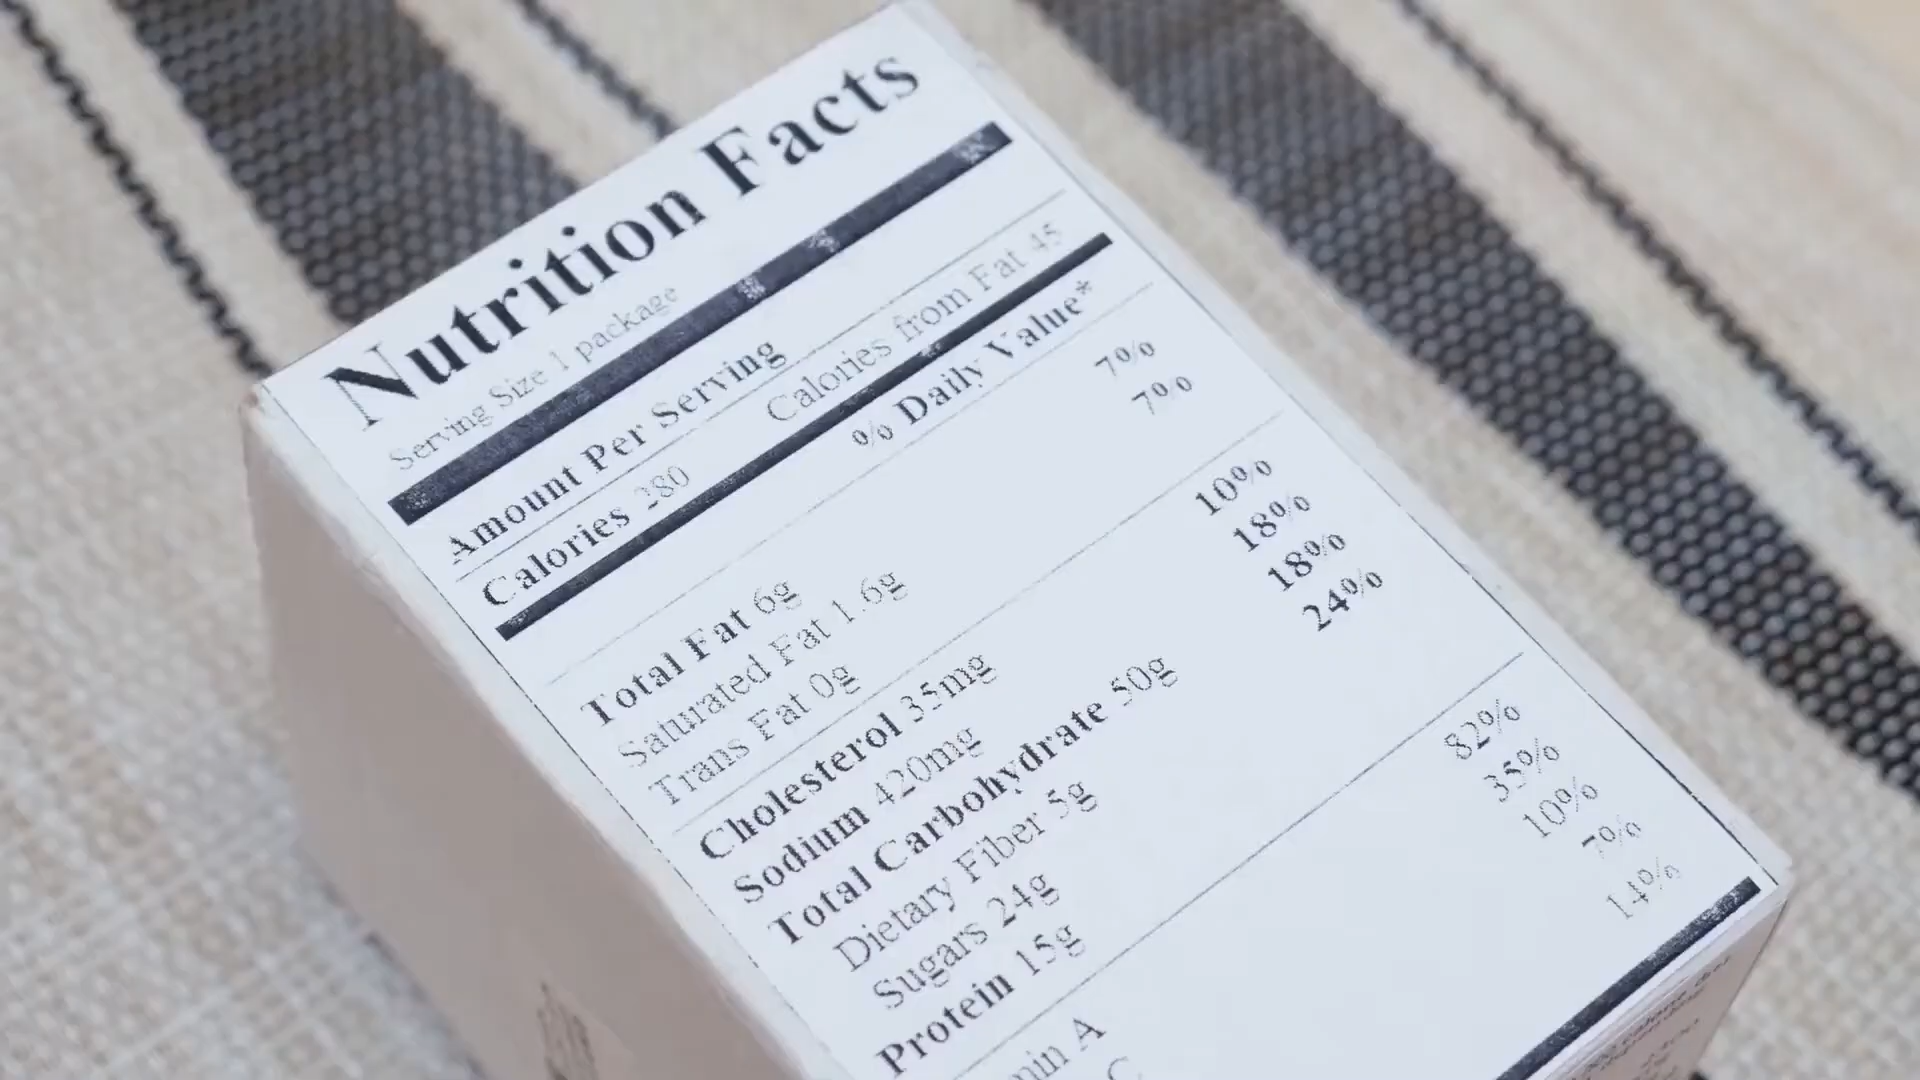 Nutrition Facts
Serving Size 1 package
Amount Per Serving
Calories 280 Calories from Fat 45
% Daily Value*
Total Fat 6g 7%
Saturated Fat 1.6g 7%
Trans Fat 0g
Cholesterol 35mg 10%
Sodium 420mg 18%
Total Carbohydrate 50g 18%
Dietary Fiber 5g 24%
Sugars 24g
Protein 15g
A 82%
C 35%
10%
7%
14%